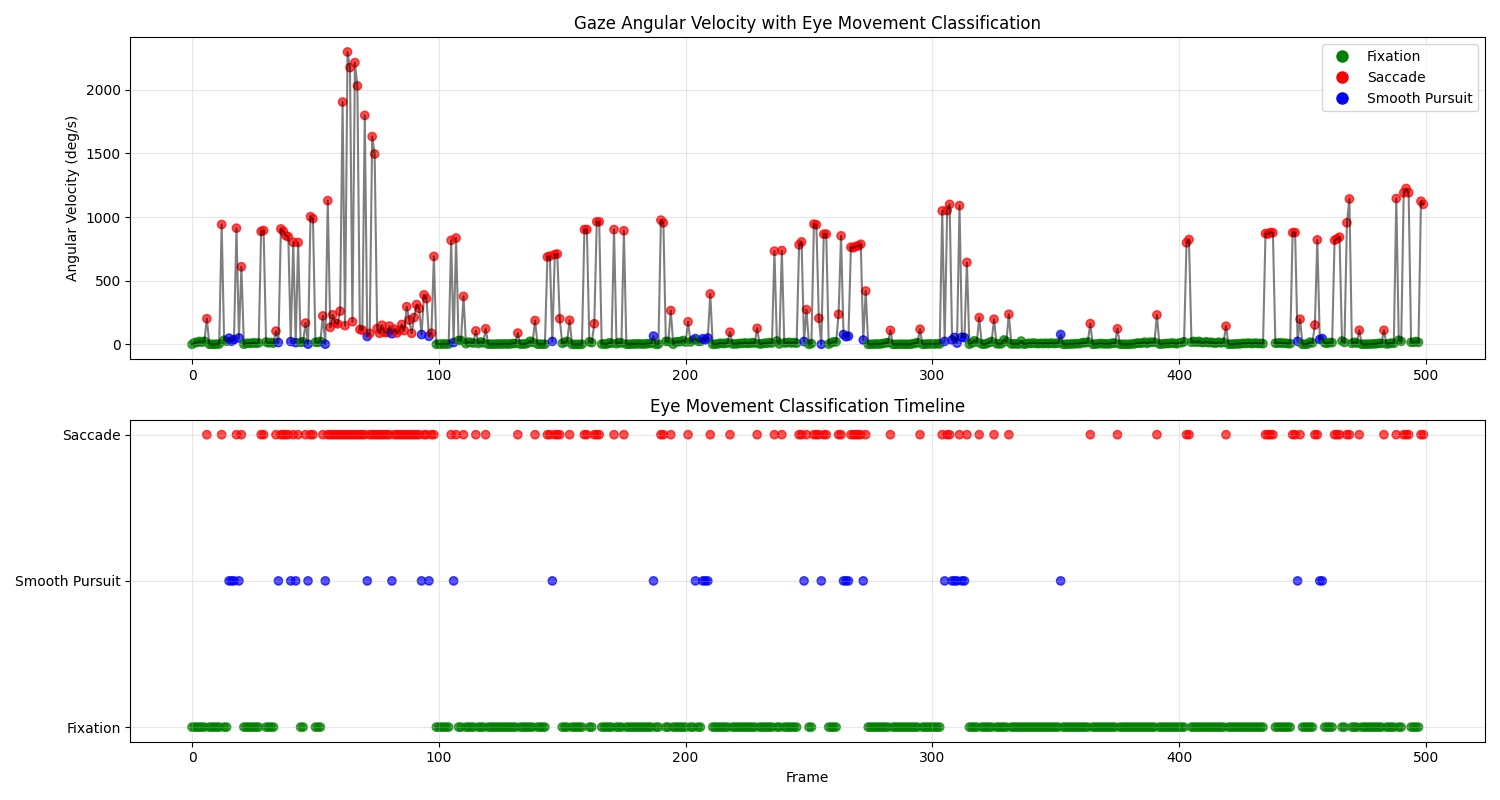 Gaze Angular Velocity with Eye Movement Classification
Angular Velocity (deg/s)
2000
1500
1000
500
0
Fixation
Saccade
Smooth Pursuit
0 100 200 300 400 500
Eye Movement Classification Timeline
Saccade
Smooth Pursuit
Fixation
0 100 200 300 400 500
Frame